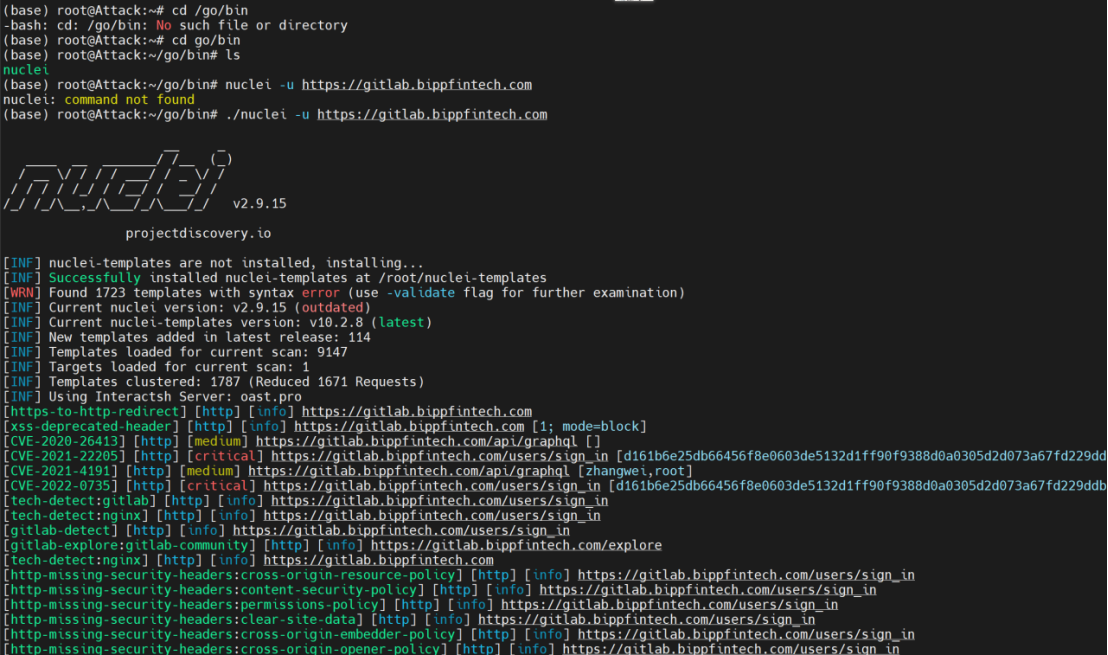 (base) root@Attack:~# cd /go/bin
-bash: cd: /go/bin: No such file or directory
(base) root@Attack:~# cd go/bin
(base) root@Attack:~/go/bin# ls
nuclei
(base) root@Attack:~/go/bin# nuclei -u https://gitlab.bippfintech.com
nuclei: command not found
(base) root@Attack:~/go/bin# ./nuclei -u https://gitlab.bippfintech.com
nuclei v2.9.15
projectdiscovery.io
[INF] nuclei-templates are not installed, installing...
[INF] Successfully installed nuclei-templates at /root/nuclei-templates
[WRN] Found 1723 templates with syntax error (use -validate flag for further examination)
[INF] Current nuclei version: v2.9.15 (outdated)
[INF] Current nuclei-templates version: v10.2.8 (latest)
[INF] New templates added in latest release: 114
[INF] Templates loaded for current scan: 9147
[INF] Targets loaded for current scan: 1
[INF] Templates clustered: 1787 (Reduced 1671 Requests)
[INF] Using Interactsh Server: oast.pro
[https-to-http-redirect] [http] [info] https://gitlab.bippfintech.com
[xss-deprecated-header] [http] [info] https://gitlab.bippfintech.com [1; mode=block]
[CVE-2020-26413] [http] [medium] https://gitlab.bippfintech.com/api/graphql []
[CVE-2021-22205] [http] [critical] https://gitlab.bippfintech.com/users/sign_in [d161b6e25db66456f8e0603de5132d1ff90f9388d0a0305d2d073a67fd229dd
[CVE-2021-4191] [http] [medium] https://gitlab.bippfintech.com/api/graphql [zhangwei,root]
[CVE-2022-0735] [http] [critical] https://gitlab.bippfintech.com/users/sign_in [d161b6e25db66456f8e0603de5132d1ff90f9388d0a0305d2d073a67fd229ddb
[tech-detect:gitlab] [http] [info] https://gitlab.bippfintech.com/users/sign_in
[tech-detect:nginx] [http] [info] https://gitlab.bippfintech.com/users/sign_in
[gitlab-detect] [http] [info] https://gitlab.bippfintech.com/users/sign_in
[gitlab-explore:gitlab-community] [http] [info] https://gitlab.bippfintech.com/explore
[tech-detect:nginx] [http] [info] https://gitlab.bippfintech.com
[http-missing-security-headers:cross-origin-resource-policy] [http] [info] https://gitlab.bippfintech.com/users/sign_in
[http-missing-security-headers:content-security-policy] [http] [info] https://gitlab.bippfintech.com/users/sign_in
[http-missing-security-headers:permissions-policy] [http] [info] https://gitlab.bippfintech.com/users/sign_in
[http-missing-security-headers:clear-site-data] [http] [info] https://gitlab.bippfintech.com/users/sign_in
[http-missing-security-headers:cross-origin-embedder-policy] [http] [info] https://gitlab.bippfintech.com/users/sign_in
[http-missing-security-headers:cross-origin-opener-policy] [http] [info] https://gitlab.bippfintech.com/users/sign_in